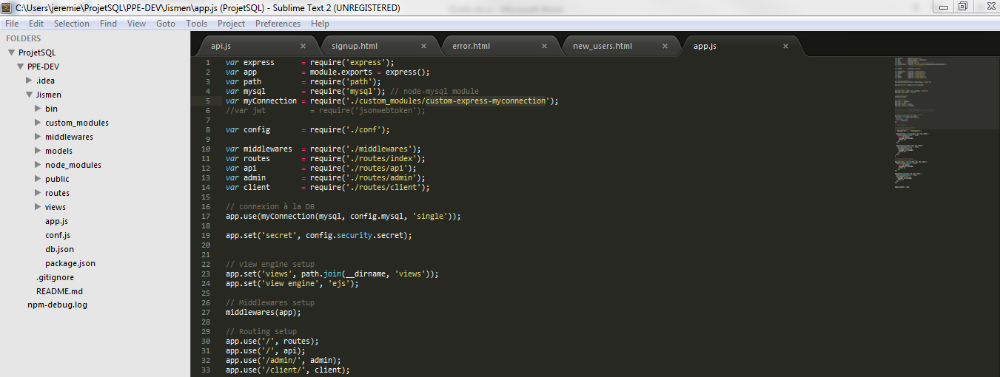 C:\Users\jeremie\ProjetSQL\PPE-DEV\Jismen\app.js (ProjetSQL) - Sublime Text 2 (UNREGISTERED)
File Edit Selection Find View Goto Tools Project Preferences Help
FOLDERS
ProjetSQL
PPE-DEV
.idea
Jismen
bin
custom_modules
middlewares
models
node_modules
public
routes
views
app.js
conf.js
db.json
package.json
.gitignore
README.md
npm-debug.log
api.js × signup.html × error.html × new_users.html × app.js ×
1 var express = require('express');
2 var app = module.exports = express();
3 var path = require('path');
4 var mysql = require('mysql'); // node-mysql module
5 var myConnection = require('./custom_modules/custom-express-myconnection');
6 //var jwt = require('jsonwebtoken');
7
8 var config = require('./conf');
9
10 var middlewares = require('./middlewares');
11 var routes = require('./routes/index');
12 var api = require('./routes/api');
13 var admin = require('./routes/admin');
14 var client = require('./routes/client');
15
16 // connexion à la DB
17 app.use(myConnection(mysql, config.mysql, 'single'));
18
19 app.set('secret', config.security.secret);
20
21
22 // view engine setup
23 app.set('views', path.join(__dirname, 'views'));
24 app.set('view engine', 'ejs');
25
26 // Middlewares setup
27 middlewares(app);
28
29 // Routing setup
30 app.use('/', routes);
31 app.use('/', api);
32 app.use('/admin/', admin);
33 app.use('/client/', client);